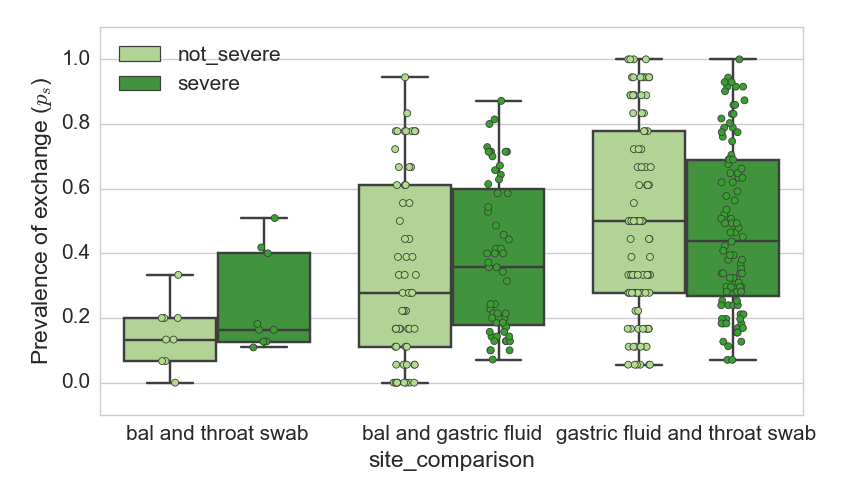 not_severe
severe
Prevalence of exchange (pₛ)
1.0
0.8
0.6
0.4
0.2
0.0
bal and throat swab
bal and gastric fluid
gastric fluid and throat swab
site_comparison